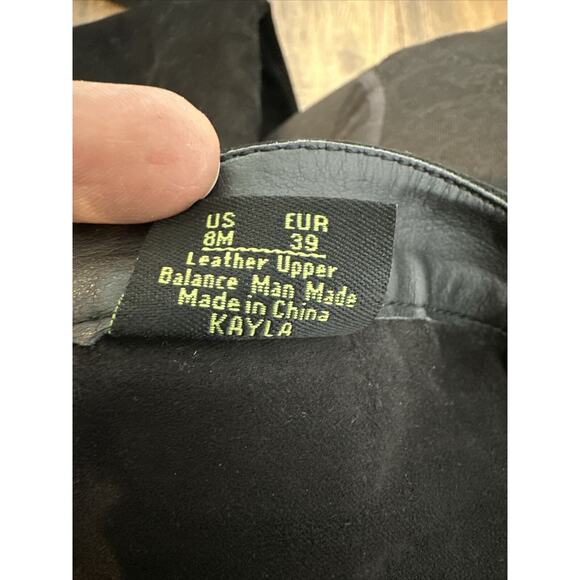 US EUR
8M 39
Leather Upper
Balance Man Made
Made in China
KAYLA